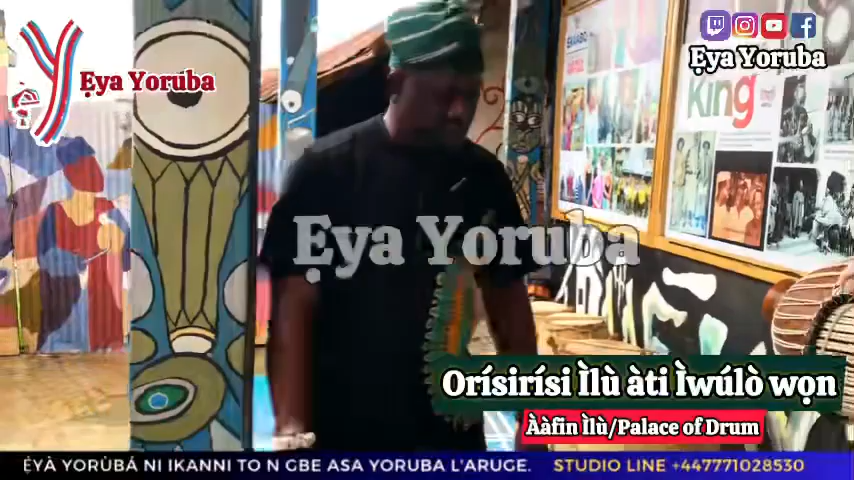 Ẹya Yoruba
Ẹya Yoruba
King
Ẹya Yoruba
Orísirísi Ìlù àti Ìwúlò wọn
Ààfin Ìlù/Palace of Drum
ẸYÀ YORÙBÁ NI IKANNI TO N GBE ASA YORUBA L'ARUGE. STUDIO LINE +447771028530